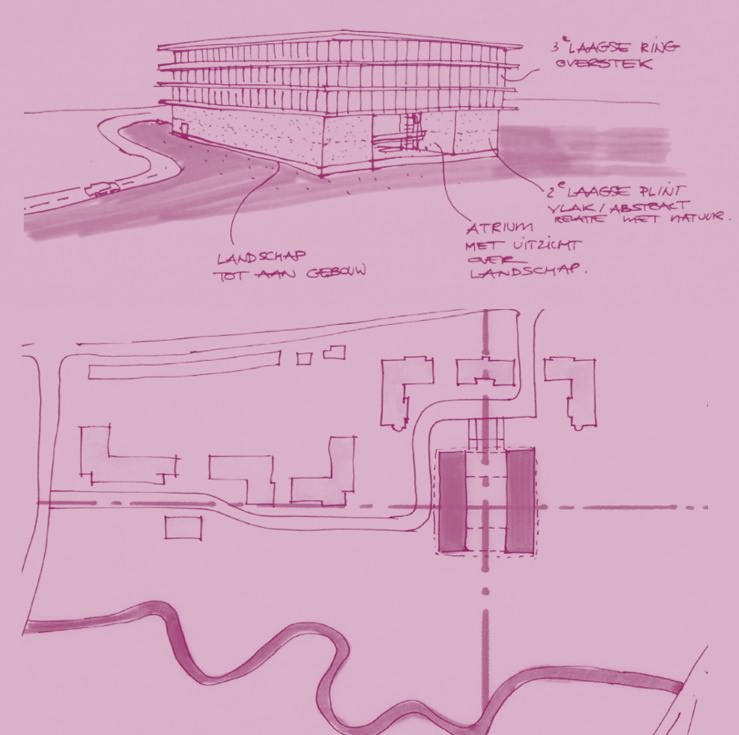 3ᵉ LAAGSE RING
OVERSTEK
2ᵉ LAAGSE PLINT
VLAK / ABSTRACT
RELATIE MET NATUUR.
ATRIUM
MET UITZICHT
OVER
LANDSCHAP.
LANDSCHAP
TOT AAN GEBOUW